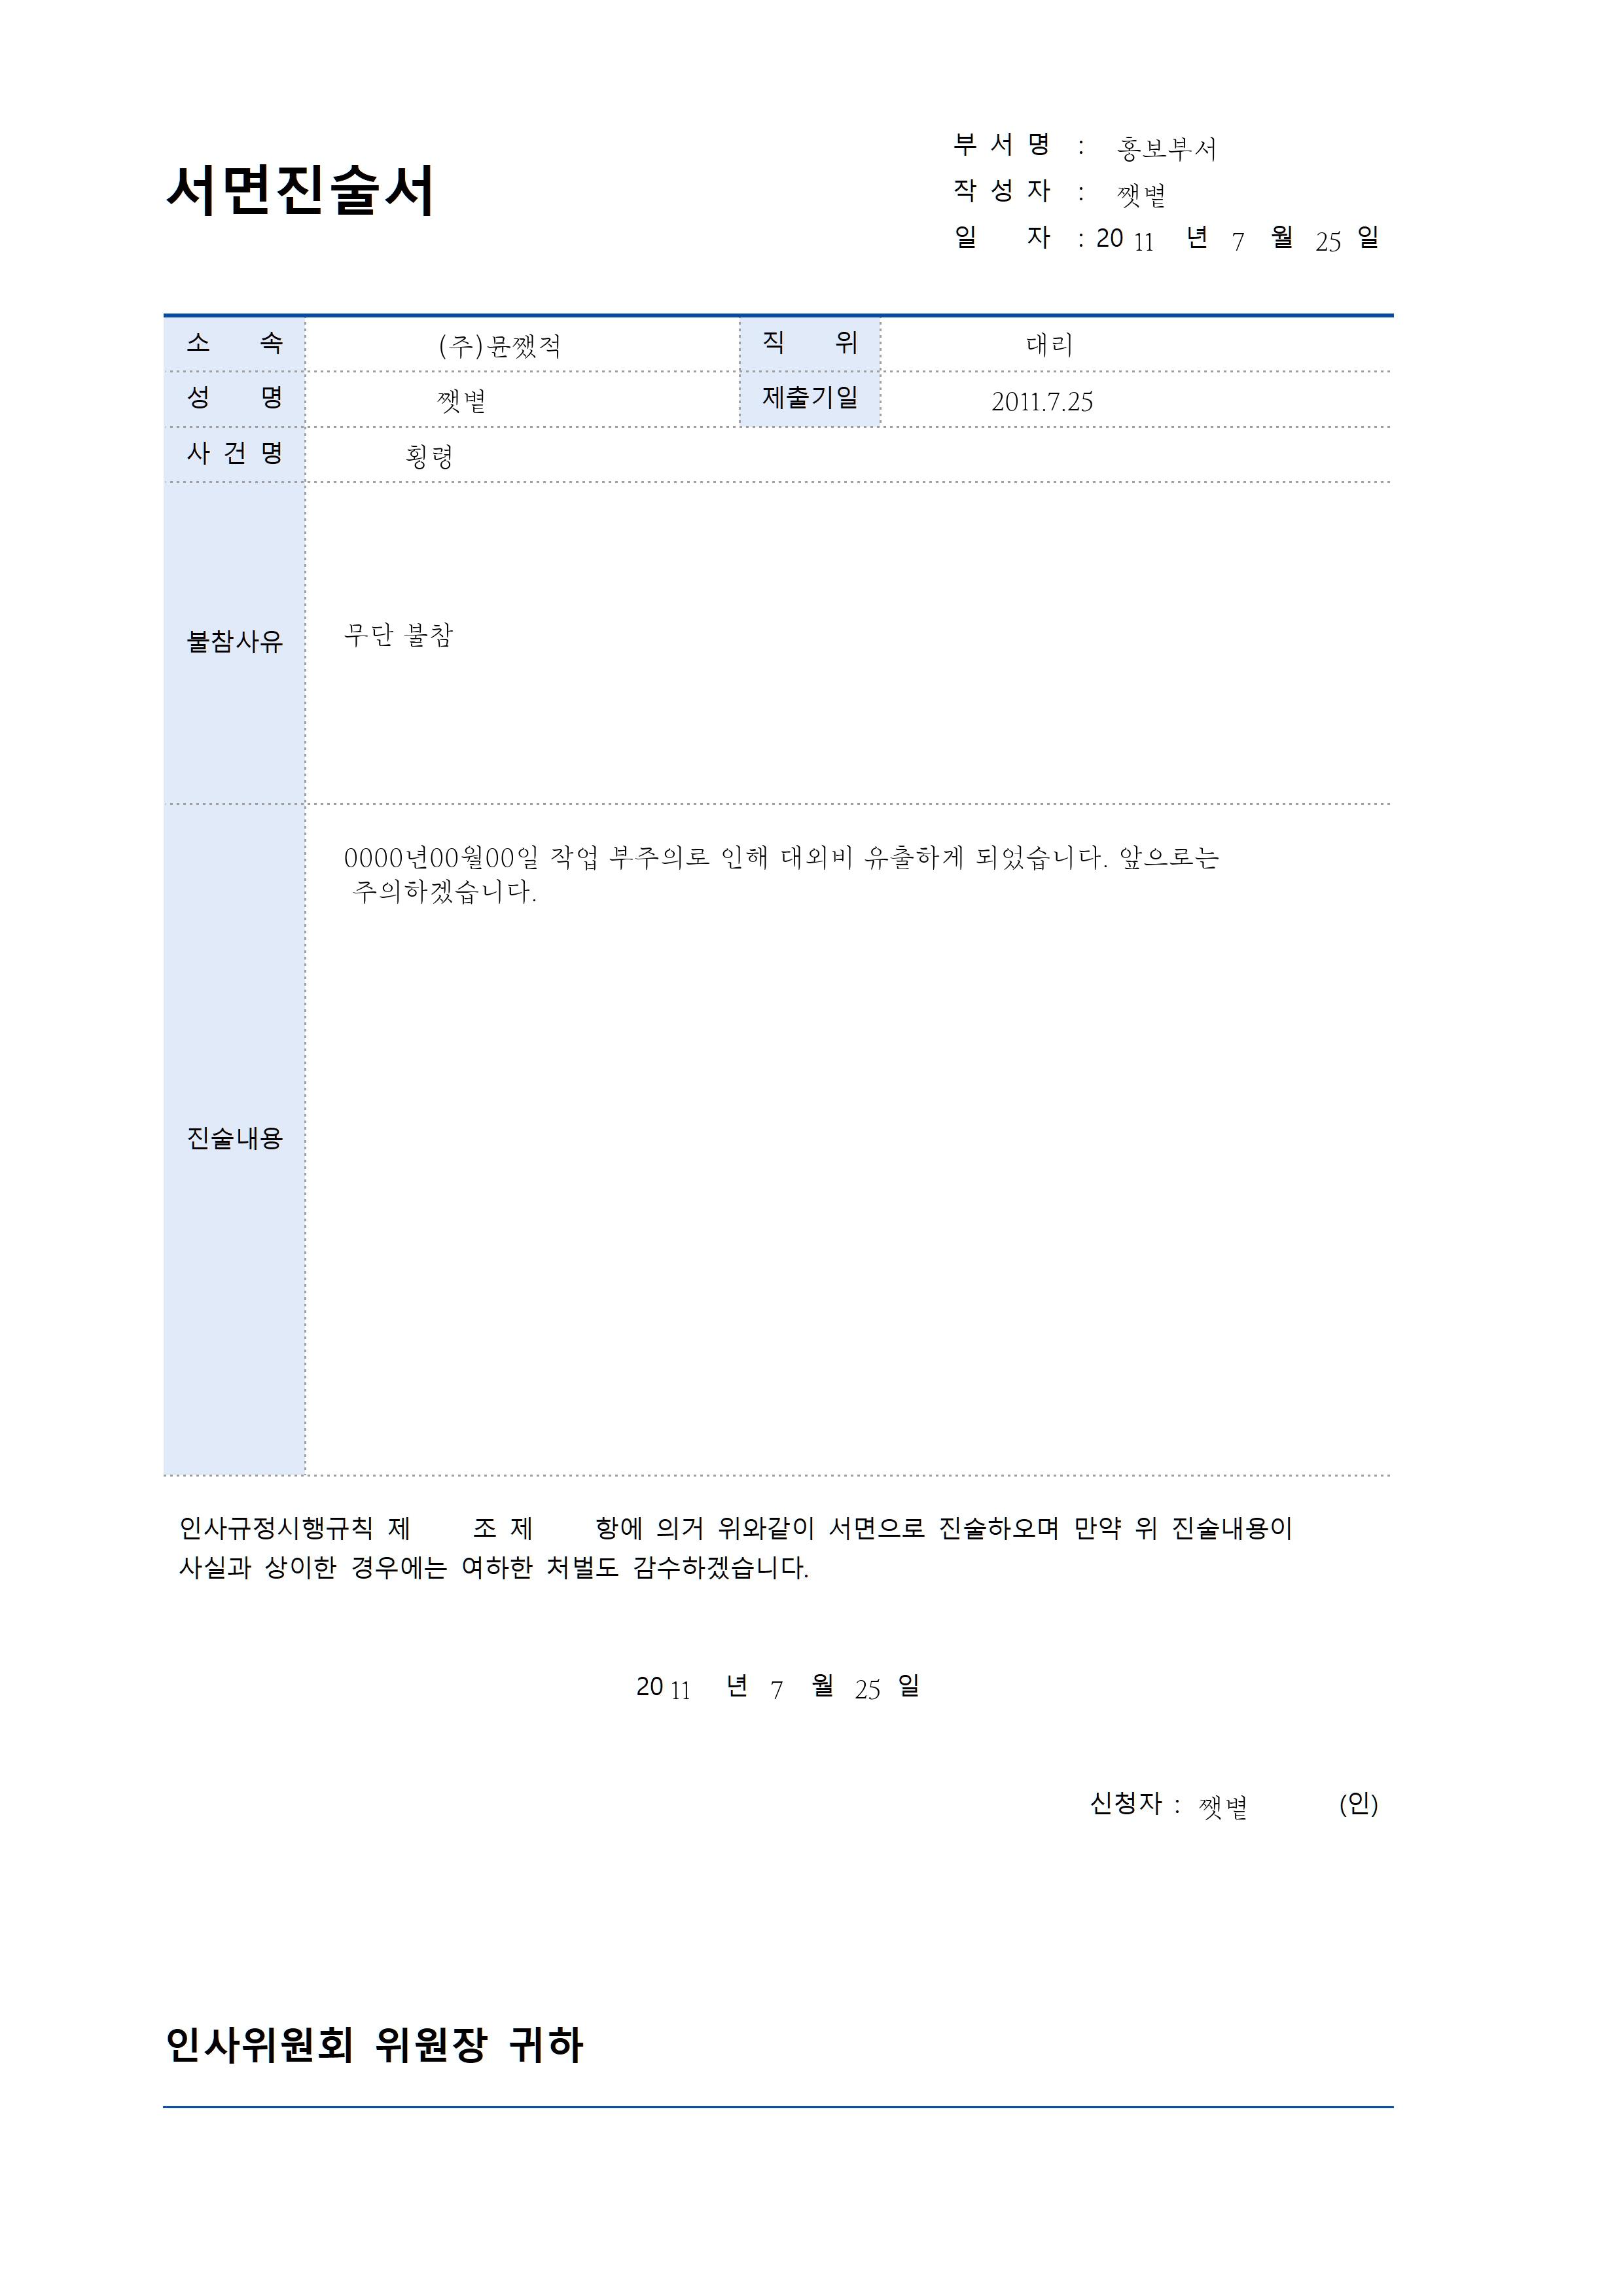 서면진술서
부 서 명 : 홍보부서
작 성 자 : 쨋볕
일 자 : 20 11 년 7 월 25 일
소 속 (주)뮨쨌적 직 위 대리
성 명 쨋볕 제출기일 2011.7.25
사 건 명 횡령
불참사유 무단 불참
0000년00월00일 작업 부주의로 인해 대외비 유출하게 되었습니다. 앞으로는
주의하겠습니다.
진술내용
인사규정시행규칙 제 조 제 항에 의거 위와같이 서면으로 진술하오며 만약 위 진술내용이
사실과 상이한 경우에는 여하한 처벌도 감수하겠습니다.
20 11 년 7 월 25 일
신청자 : 쨋볕 (인)
인사위원회 위원장 귀하